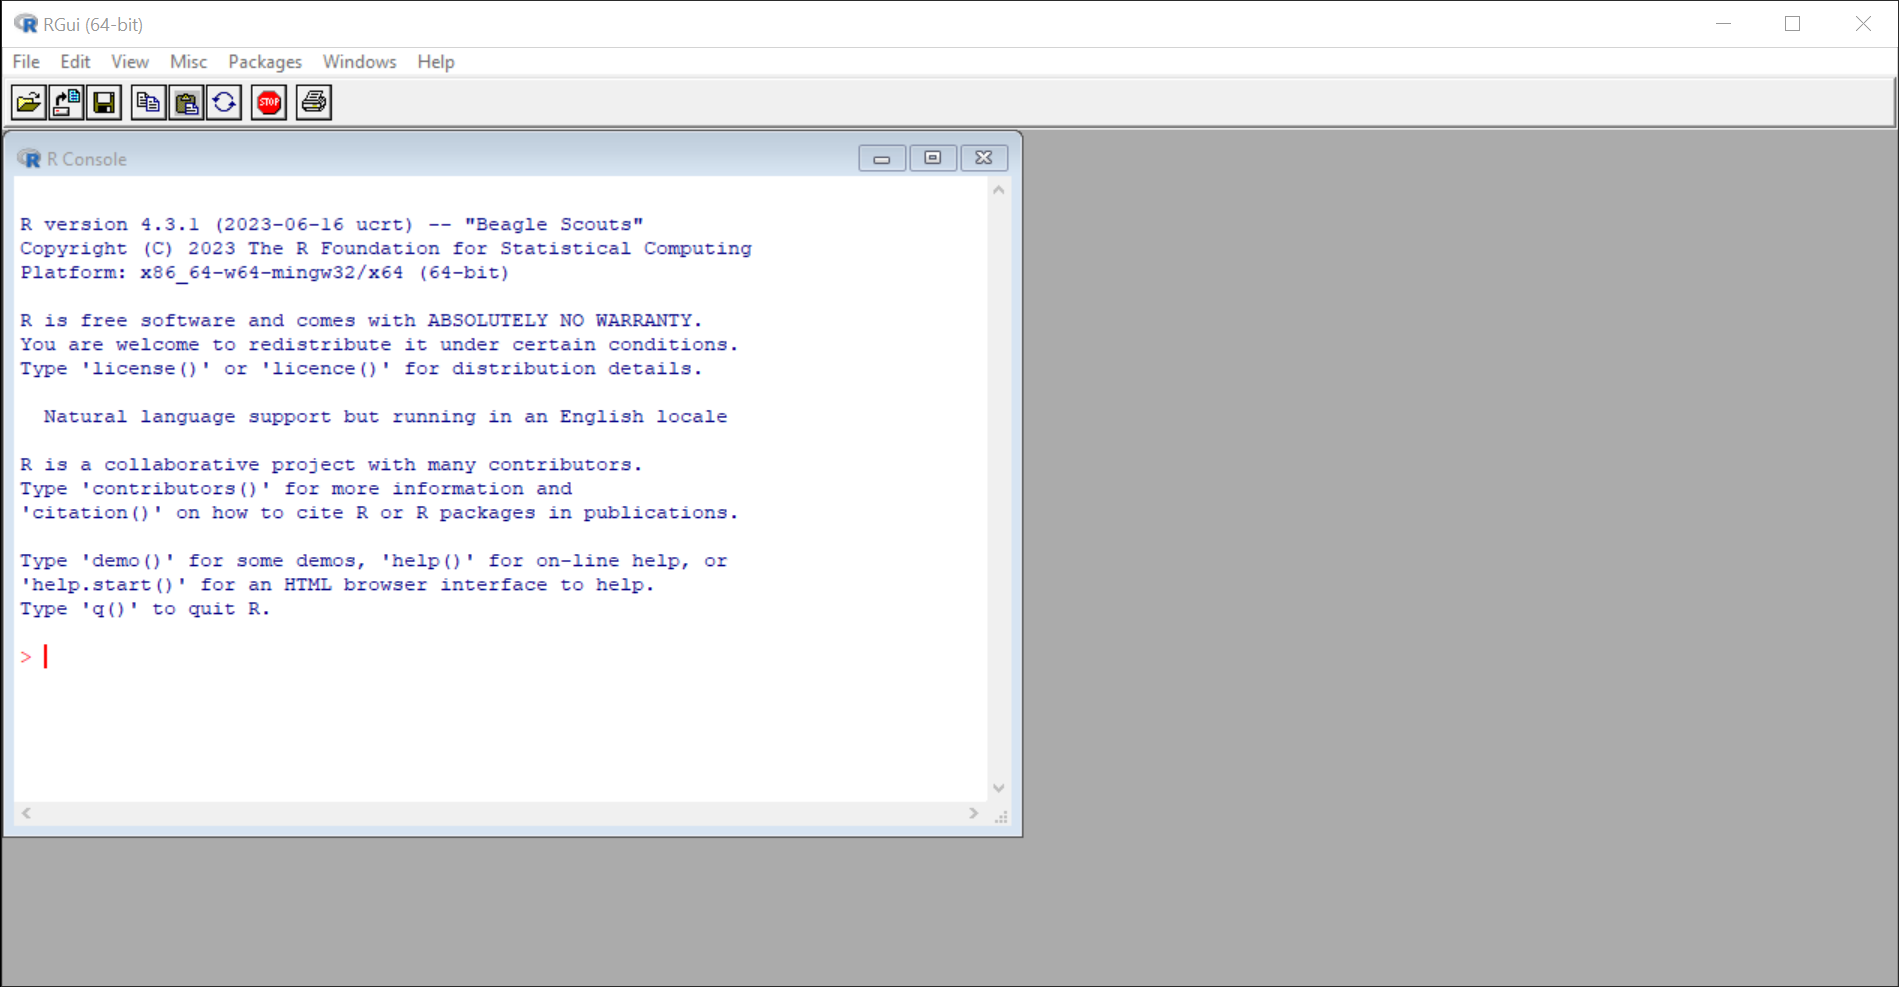 RGui (64-bit)
File Edit View Misc Packages Windows Help
STOP
R Console
R version 4.3.1 (2023-06-16 ucrt) -- "Beagle Scouts"
Copyright (C) 2023 The R Foundation for Statistical Computing
Platform: x86_64-w64-mingw32/x64 (64-bit)
R is free software and comes with ABSOLUTELY NO WARRANTY.
You are welcome to redistribute it under certain conditions.
Type 'license()' or 'licence()' for distribution details.
Natural language support but running in an English locale
R is a collaborative project with many contributors.
Type 'contributors()' for more information and
'citation()' on how to cite R or R packages in publications.
Type 'demo()' for some demos, 'help()' for on-line help, or
'help.start()' for an HTML browser interface to help.
Type 'q()' to quit R.
>